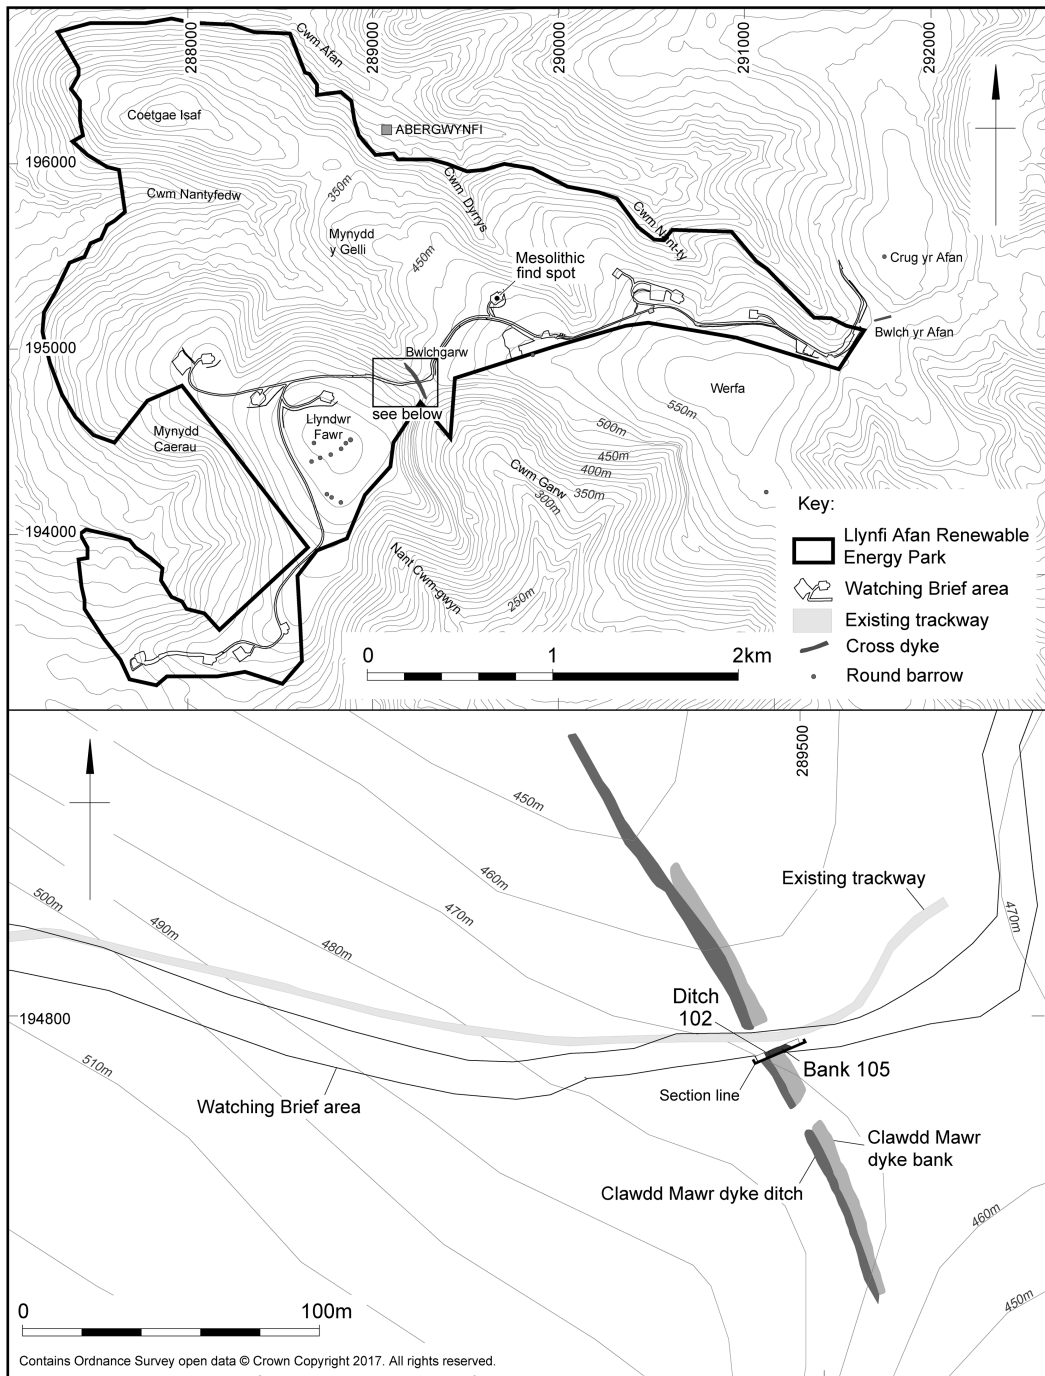 288000
289000
290000
291000
292000
Cwm Afan
Coetgae Isaf
ABERGWYNFI
196000
Cwm Nantyfedw
350m
Cwm Dyrrys
Cwm Nant-ty
Mynydd
y Gelli
450m
Mesolithic
find spot
Crug yr Afan
195000
Bwlchgarw
Bwlch yr Afan
see below
Werfa
550m
Mynydd
Caerau
Llyndwr
Fawr
500m
450m
400m
350m
Cwm Garw
300m
194000
Nant Cwm-gwyn
250m
Key:
Llynfi Afan Renewable
Energy Park
Watching Brief area
Existing trackway
Cross dyke
Round barrow
0
1
2km
289500
450m
460m
Existing trackway
470m
500m
490m
470m
480m
Ditch
102
194800
510m
Bank 105
Section line
Watching Brief area
Clawdd Mawr
dyke bank
Clawdd Mawr dyke ditch
460m
450m
0
100m
Contains Ordnance Survey open data © Crown Copyright 2017. All rights reserved.